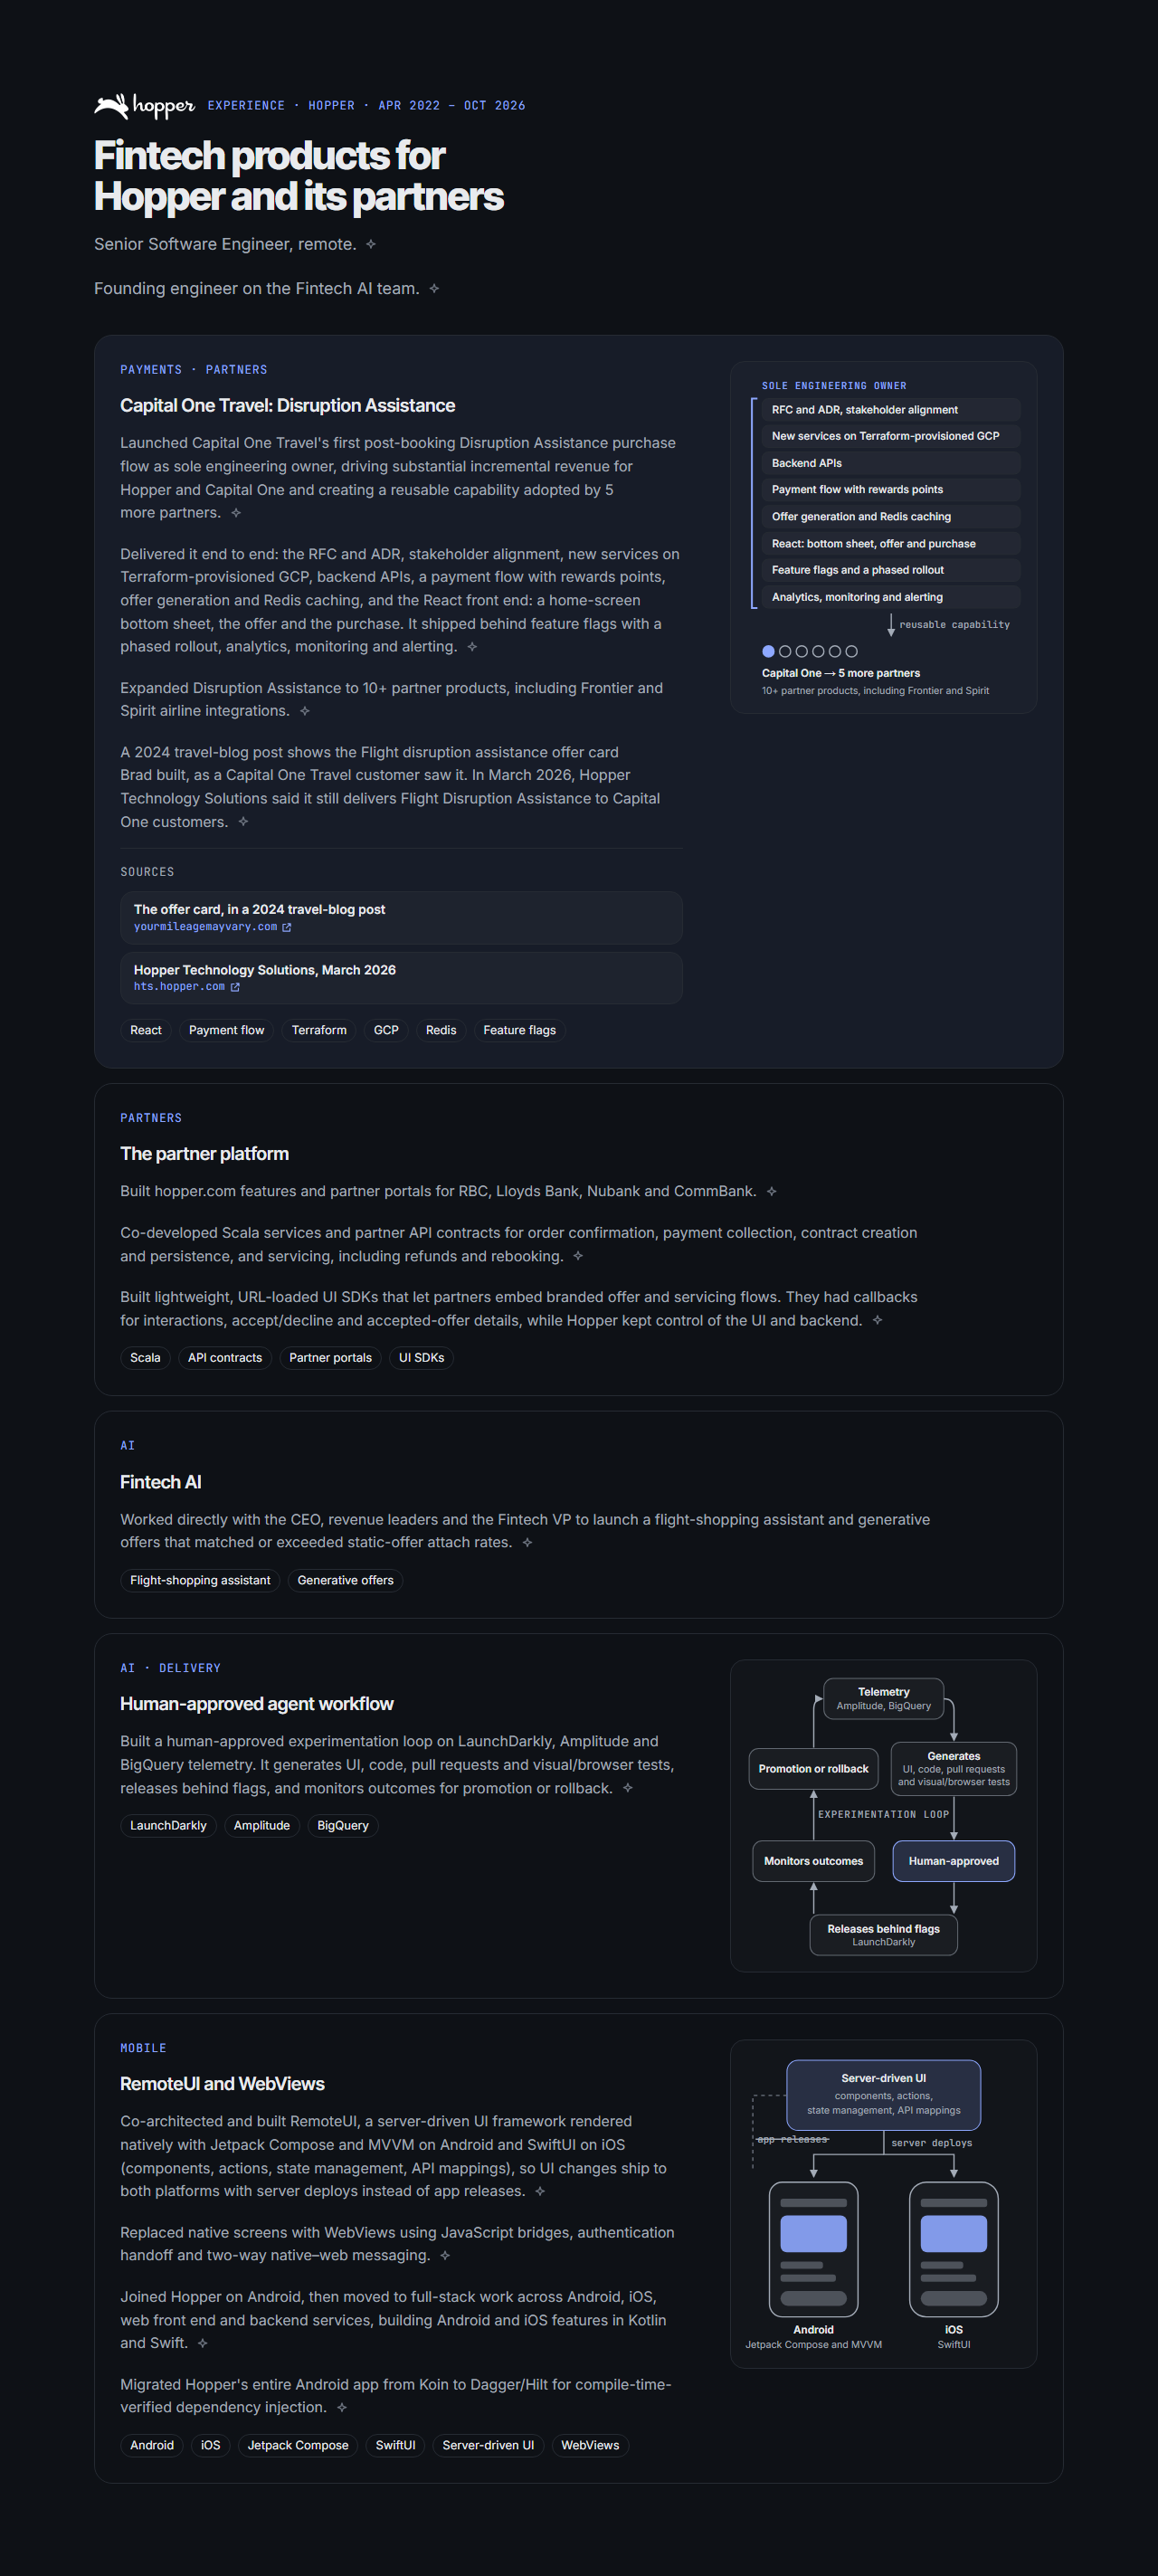 hopper EXPERIENCE · HOPPER · APR 2022 – OCT 2026
Fintech products for
Hopper and its partners
Senior Software Engineer, remote.
Founding engineer on the Fintech AI team.
PAYMENTS · PARTNERS
Capital One Travel: Disruption Assistance
Launched Capital One Travel's first post-booking Disruption Assistance purchase
flow as sole engineering owner, driving substantial incremental revenue for
Hopper and Capital One and creating a reusable capability adopted by 5
more partners.
Delivered it end to end: the RFC and ADR, stakeholder alignment, new services on
Terraform-provisioned GCP, backend APIs, a payment flow with rewards points,
offer generation and Redis caching, and the React front end: a home-screen
bottom sheet, the offer and the purchase. It shipped behind feature flags with a
phased rollout, analytics, monitoring and alerting.
Expanded Disruption Assistance to 10+ partner products, including Frontier and
Spirit airline integrations.
A 2024 travel-blog post shows the Flight disruption assistance offer card
Brad built, as a Capital One Travel customer saw it. In March 2026, Hopper
Technology Solutions said it still delivers Flight Disruption Assistance to Capital
One customers.
SOURCES
The offer card, in a 2024 travel-blog post
yourmileagemayvary.com
Hopper Technology Solutions, March 2026
hts.hopper.com
React Payment flow Terraform GCP Redis Feature flags
SOLE ENGINEERING OWNER
RFC and ADR, stakeholder alignment
New services on Terraform-provisioned GCP
Backend APIs
Payment flow with rewards points
Offer generation and Redis caching
React: bottom sheet, offer and purchase
Feature flags and a phased rollout
Analytics, monitoring and alerting
reusable capability
Capital One → 5 more partners
10+ partner products, including Frontier and Spirit
PARTNERS
The partner platform
Built hopper.com features and partner portals for RBC, Lloyds Bank, Nubank and CommBank.
Co-developed Scala services and partner API contracts for order confirmation, payment collection, contract creation
and persistence, and servicing, including refunds and rebooking.
Built lightweight, URL-loaded UI SDKs that let partners embed branded offer and servicing flows. They had callbacks
for interactions, accept/decline and accepted-offer details, while Hopper kept control of the UI and backend.
Scala API contracts Partner portals UI SDKs
AI
Fintech AI
Worked directly with the CEO, revenue leaders and the Fintech VP to launch a flight-shopping assistant and generative
offers that matched or exceeded static-offer attach rates.
Flight-shopping assistant Generative offers
AI · DELIVERY
Human-approved agent workflow
Built a human-approved experimentation loop on LaunchDarkly, Amplitude and
BigQuery telemetry. It generates UI, code, pull requests and visual/browser tests,
releases behind flags, and monitors outcomes for promotion or rollback.
LaunchDarkly Amplitude BigQuery
Telemetry
Amplitude, BigQuery
Promotion or rollback
Generates
UI, code, pull requests
and visual/browser tests
EXPERIMENTATION LOOP
Monitors outcomes
Human-approved
Releases behind flags
LaunchDarkly
MOBILE
RemoteUI and WebViews
Co-architected and built RemoteUI, a server-driven UI framework rendered
natively with Jetpack Compose and MVVM on Android and SwiftUI on iOS
(components, actions, state management, API mappings), so UI changes ship to
both platforms with server deploys instead of app releases.
Replaced native screens with WebViews using JavaScript bridges, authentication
handoff and two-way native–web messaging.
Joined Hopper on Android, then moved to full-stack work across Android, iOS,
web front end and backend services, building Android and iOS features in Kotlin
and Swift.
Migrated Hopper's entire Android app from Koin to Dagger/Hilt for compile-time-
verified dependency injection.
Android iOS Jetpack Compose SwiftUI Server-driven UI WebViews
Server-driven UI
components, actions,
state management, API mappings
app releases
server deploys
Android
Jetpack Compose and MVVM
iOS
SwiftUI